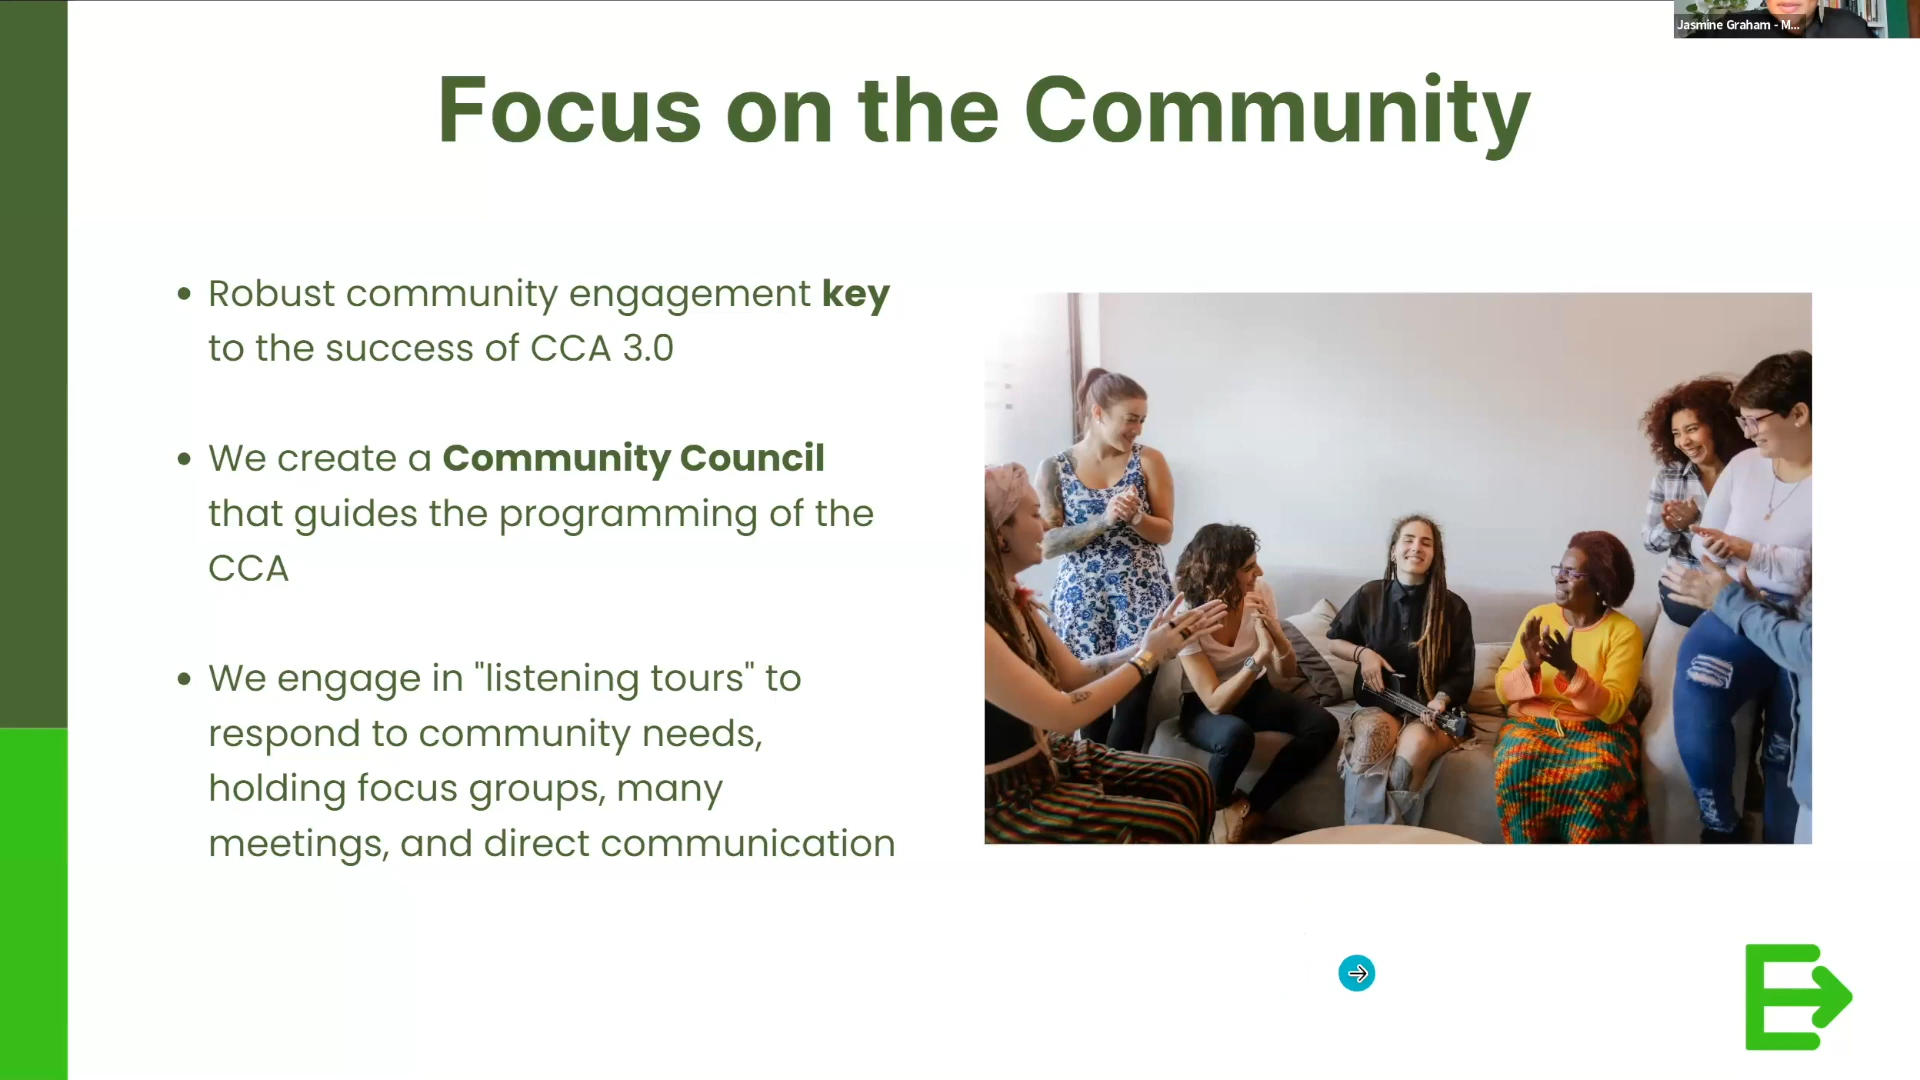 Jasmine Graham - M...
Focus on the Community
• Robust community engagement key
to the success of CCA 3.0
• We create a Community Council
that guides the programming of the
CCA
• We engage in "listening tours" to
respond to community needs,
holding focus groups, many
meetings, and direct communication